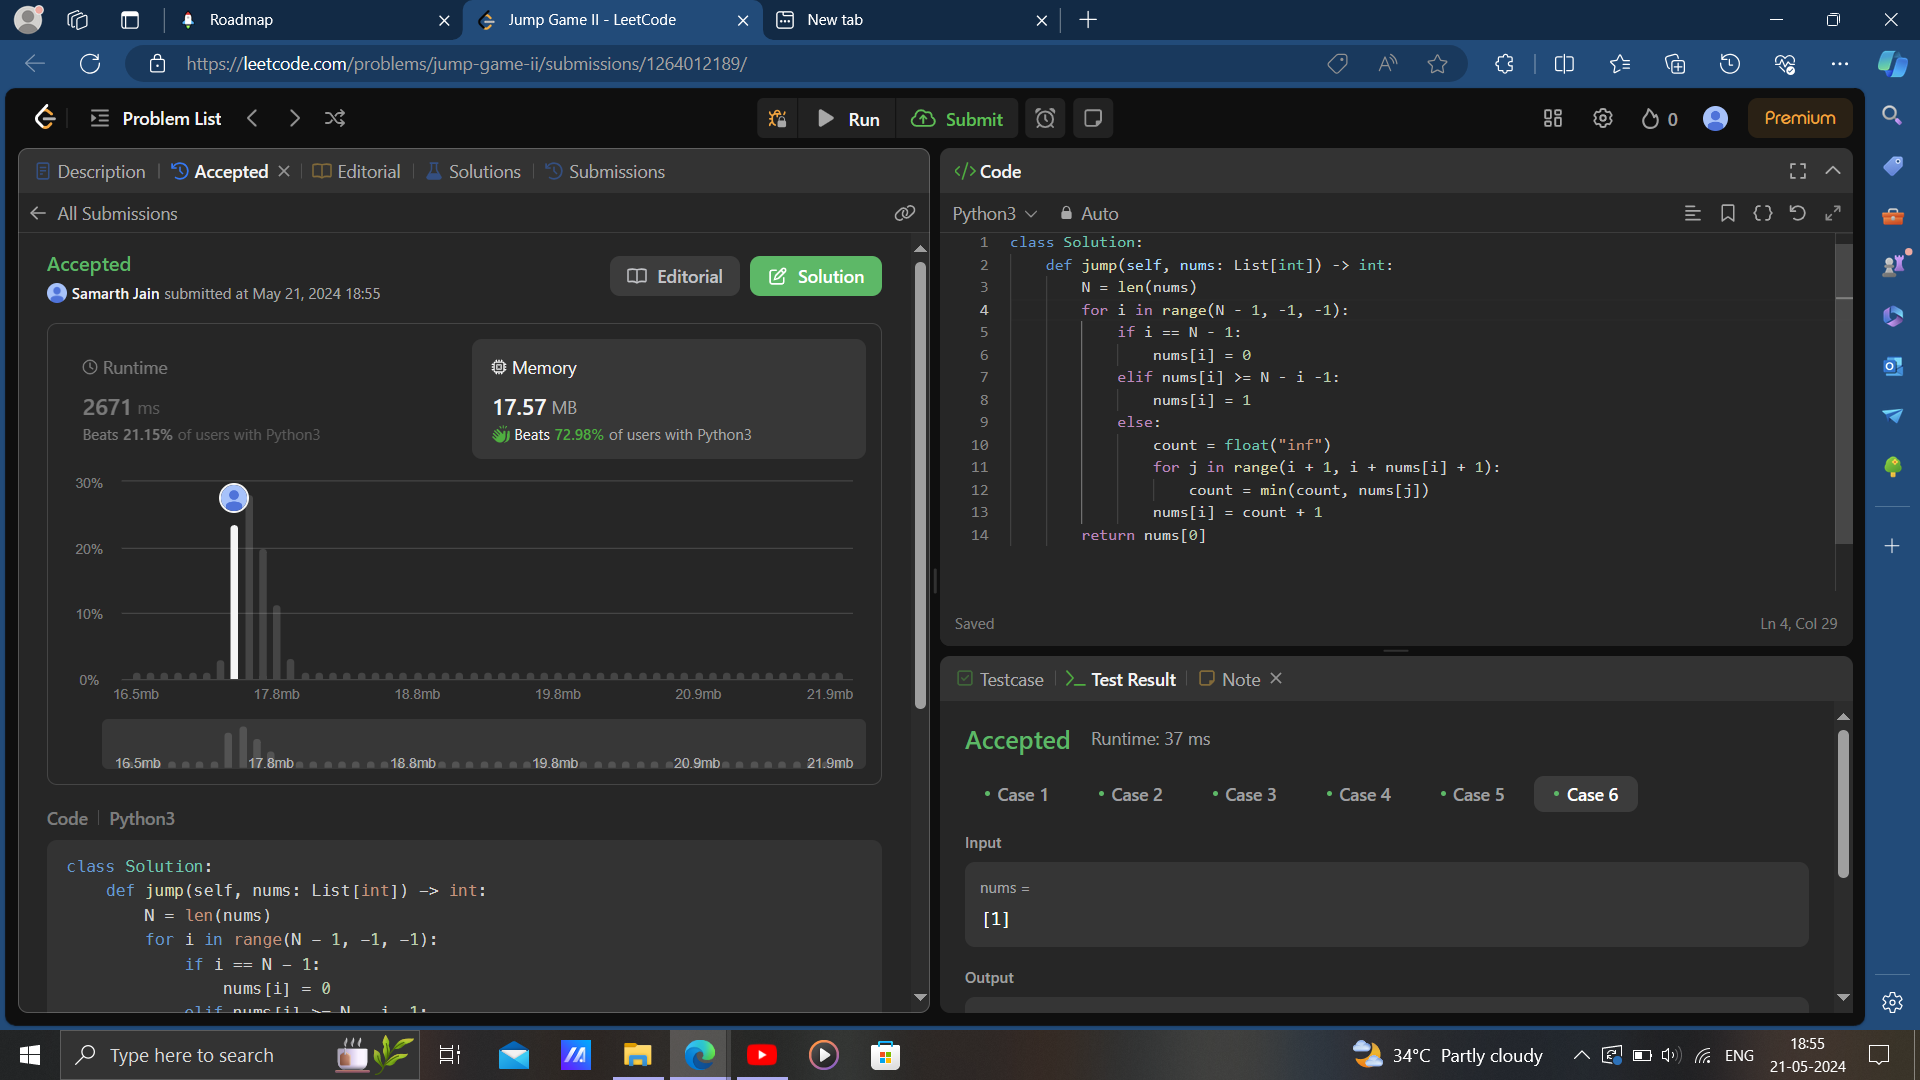 Roadmap
Jump Game II - LeetCode
New tab
https://leetcode.com/problems/jump-game-ii/submissions/1264012189/
Problem List
Run
Submit
0
Premium
Description
Accepted
Editorial
Solutions
Submissions
All Submissions
Accepted
Samarth Jain submitted at May 21, 2024 18:55
Editorial
Solution
Runtime
2671 ms
Beats 21.15% of users with Python3
Memory
17.57 MB
Beats 72.98% of users with Python3
30%
20%
10%
0%
16.5mb 17.8mb 18.8mb 19.8mb 20.9mb 21.9mb
16.5mb 17.8mb 18.8mb 19.8mb 20.9mb 21.9mb
Code | Python3
class Solution:
def jump(self, nums: List[int]) -> int:
N = len(nums)
for i in range(N - 1, -1, -1):
if i == N - 1:
nums[i] = 0
elif nums[i] >= N - i -1:
</> Code
Python3
Auto
1 class Solution:
2 def jump(self, nums: List[int]) -> int:
3 N = len(nums)
4 for i in range(N - 1, -1, -1):
5 if i == N - 1:
6 nums[i] = 0
7 elif nums[i] >= N - i -1:
8 nums[i] = 1
9 else:
10 count = float("inf")
11 for j in range(i + 1, i + nums[i] + 1):
12 count = min(count, nums[j])
13 nums[i] = count + 1
14 return nums[0]
Saved
Ln 4, Col 29
Testcase
Test Result
Note
Accepted
Runtime: 37 ms
Case 1
Case 2
Case 3
Case 4
Case 5
Case 6
Input
nums =
[1]
Output
Type here to search
34°C Partly cloudy
ENG
18:55
21-05-2024